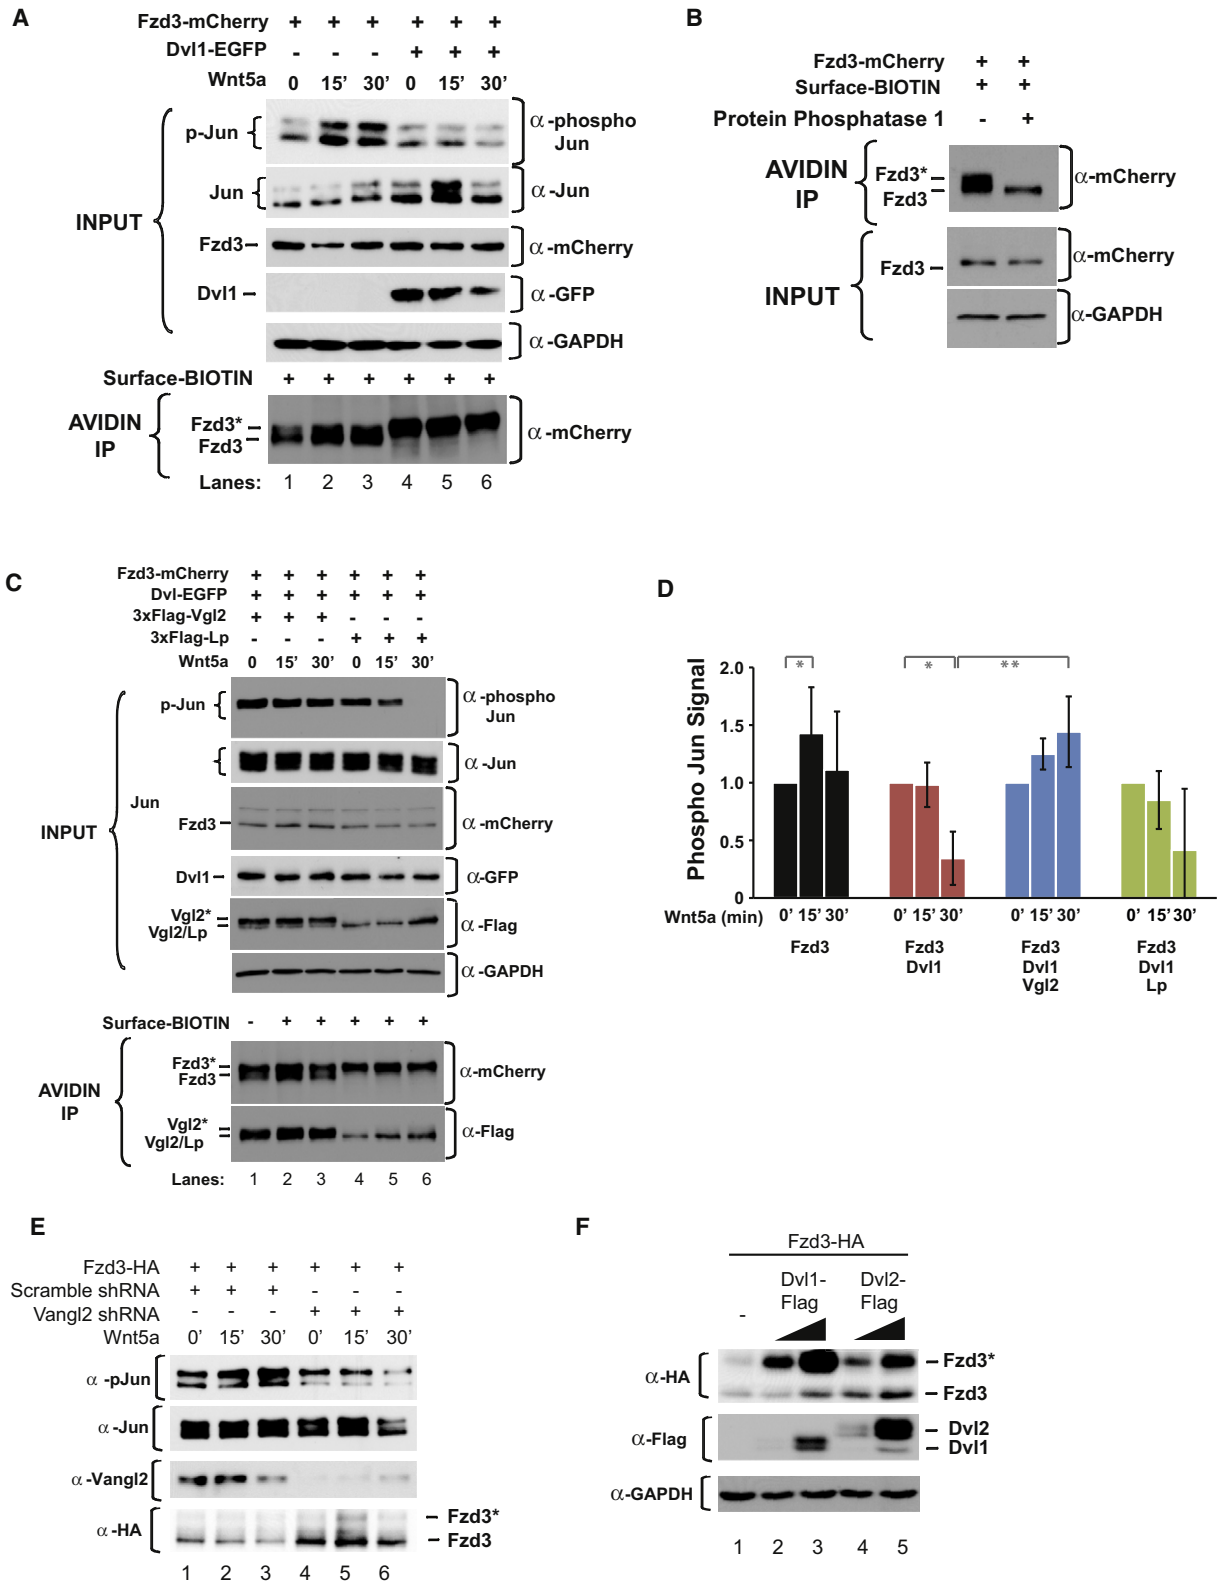 A
Fzd3-mCherry + + + + + +
Dvl1-EGFP - - - + + +
Wnt5a 0 15’ 30’ 0 15’ 30’
p-Jun α-phospho Jun
Jun α-Jun
INPUT
Fzd3 α-mCherry
Dvl1 α-GFP
α-GAPDH
Surface-BIOTIN + + + + + +
AVIDIN IP
Fzd3*
Fzd3
α-mCherry
Lanes: 1 2 3 4 5 6
B
Fzd3-mCherry + +
Surface-BIOTIN + +
Protein Phosphatase 1 - +
AVIDIN IP
Fzd3*
Fzd3
α-mCherry
INPUT
Fzd3 α-mCherry
α-GAPDH
C
Fzd3-mCherry + + + + + +
Dvl-EGFP + + + + + +
3xFlag-Vgl2 + + + - - -
3xFlag-Lp - - - + + +
Wnt5a 0 15’ 30’ 0 15’ 30’
p-Jun α-phospho Jun
α-Jun
Jun
INPUT
Fzd3 α-mCherry
Dvl1 α-GFP
Vgl2*
Vgl2/Lp
α-Flag
α-GAPDH
Surface-BIOTIN - + + + + +
AVIDIN IP
Fzd3*
Fzd3
α-mCherry
Vgl2*
Vgl2/Lp
α-Flag
Lanes: 1 2 3 4 5 6
D
Phospho Jun Signal
2.0
1.5
1.0
0.5
0
* * **
Wnt5a (min) 0’ 15’ 30’ 0’ 15’ 30’ 0’ 15’ 30’ 0’ 15’ 30’
Fzd3 Fzd3 Fzd3 Fzd3
Dvl1 Dvl1 Dvl1
Vgl2 Lp
E
Fzd3-HA + + + + + +
Scramble shRNA + + + - - -
Vangl2 shRNA - - - + + +
Wnt5a 0’ 15’ 30’ 0’ 15’ 30’
α-pJun
α-Jun
α-Vangl2
α-HA
Fzd3*
Fzd3
1 2 3 4 5 6
F
Fzd3-HA
- Dvl1-Flag Dvl2-Flag
α-HA
Fzd3*
Fzd3
α-Flag
Dvl2
Dvl1
α-GAPDH
1 2 3 4 5